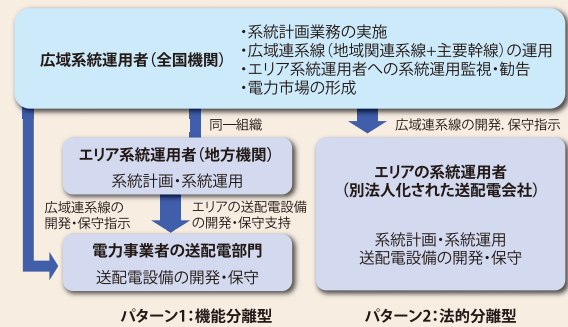 広域系統運用者（全国機関）
・系統計画業務の実施
・広域連系線（地域関連系線+主要幹線）の運用
・エリア系統運用者への系統運用監視・勧告
・電力市場の形成
同一組織
広域連系線の開発．保守指示
エリア系統運用者（地方機関）
系統計画・系統運用
広域連系線の
開発・保守指示
エリアの送配電設備
の開発・保守支持
電力事業者の送配電部門
送配電設備の開発・保守
エリアの系統運用者
（別法人化された送配電会社）
系統計画・系統運用
送配電設備の開発・保守
パターン1：機能分離型
パターン2：法的分離型